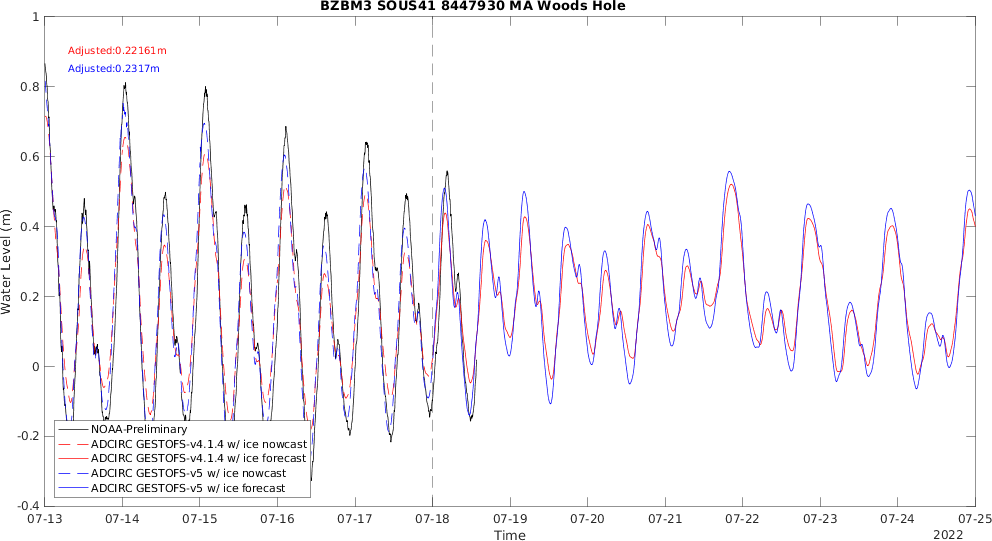 BZBM3 SOUS41 8447930 MA Woods Hole
Adjusted:0.22161m
Adjusted:0.2317m
Water Level (m)
1
0.8
0.6
0.4
0.2
0
-0.2
-0.4
NOAA-Preliminary
ADCIRC GESTOFS-v4.1.4 w/ ice nowcast
ADCIRC GESTOFS-v4.1.4 w/ ice forecast
ADCIRC GESTOFS-v5 w/ ice nowcast
ADCIRC GESTOFS-v5 w/ ice forecast
07-13 07-14 07-15 07-16 07-17 07-18 07-19 07-20 07-21 07-22 07-23 07-24 07-25
Time
2022